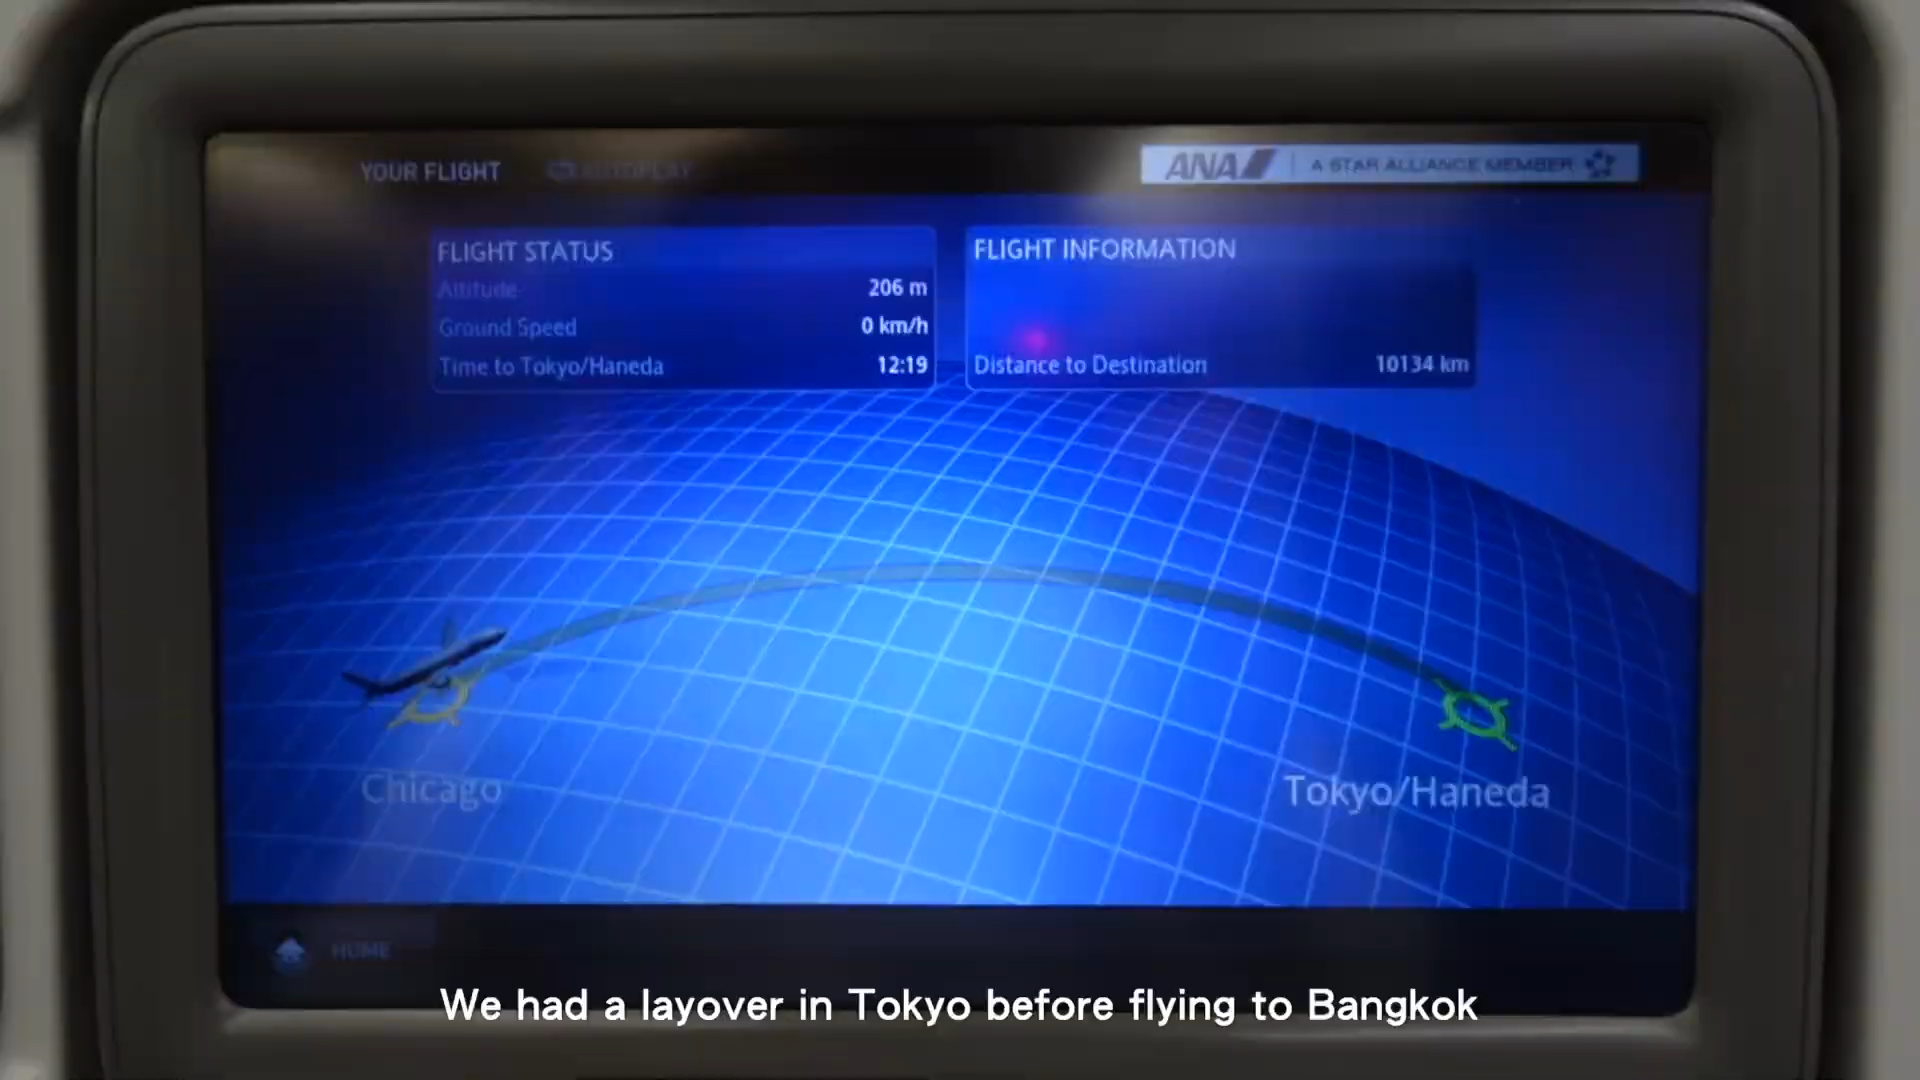 YOUR FLIGHT
AUTOPLAY
ANA
A STAR ALLIANCE MEMBER
FLIGHT STATUS
Altitude 206 m
Ground Speed 0 km/h
Time to Tokyo/Haneda 12:19
FLIGHT INFORMATION
Distance to Destination 10134 km
Chicago
Tokyo/Haneda
HOME
We had a layover in Tokyo before flying to Bangkok